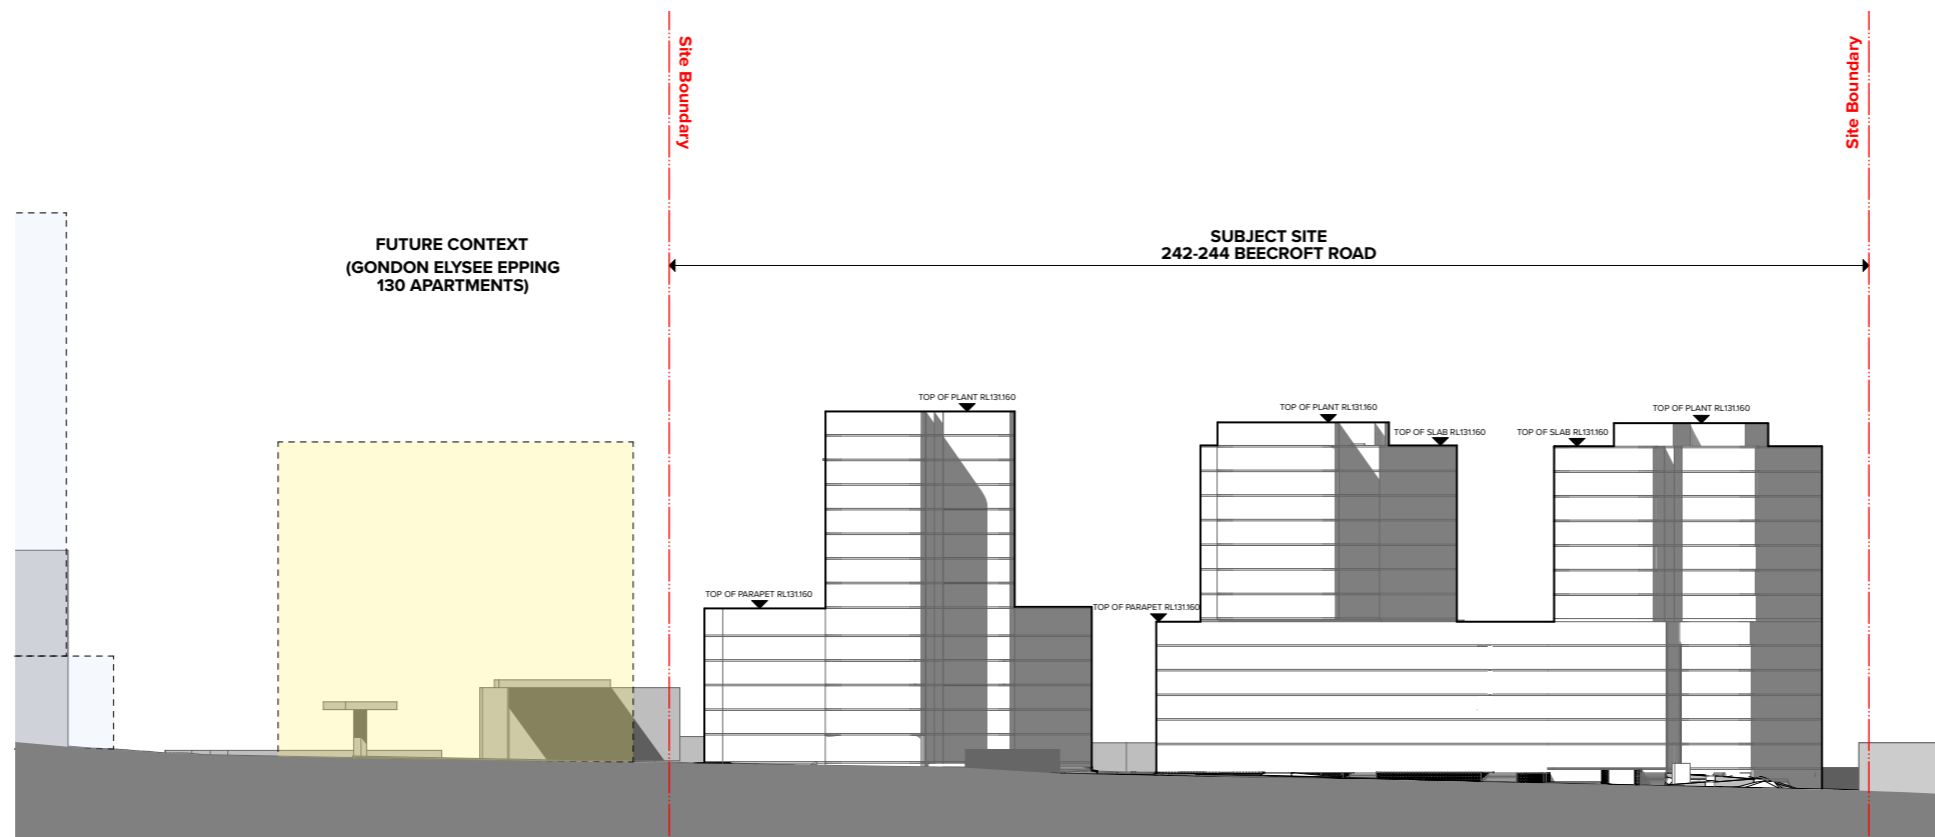 Site Boundary
Site Boundary
FUTURE CONTEXT
(GONDON ELYSEE EPPING
130 APARTMENTS)
SUBJECT SITE
242-244 BEECROFT ROAD
TOP OF PLANT RL131.160
TOP OF PLANT RL131.160
TOP OF PLANT RL131.160
TOP OF SLAB RL131.160
TOP OF SLAB RL131.160
TOP OF PARAPET RL131.160
TOP OF PARAPET RL131.160